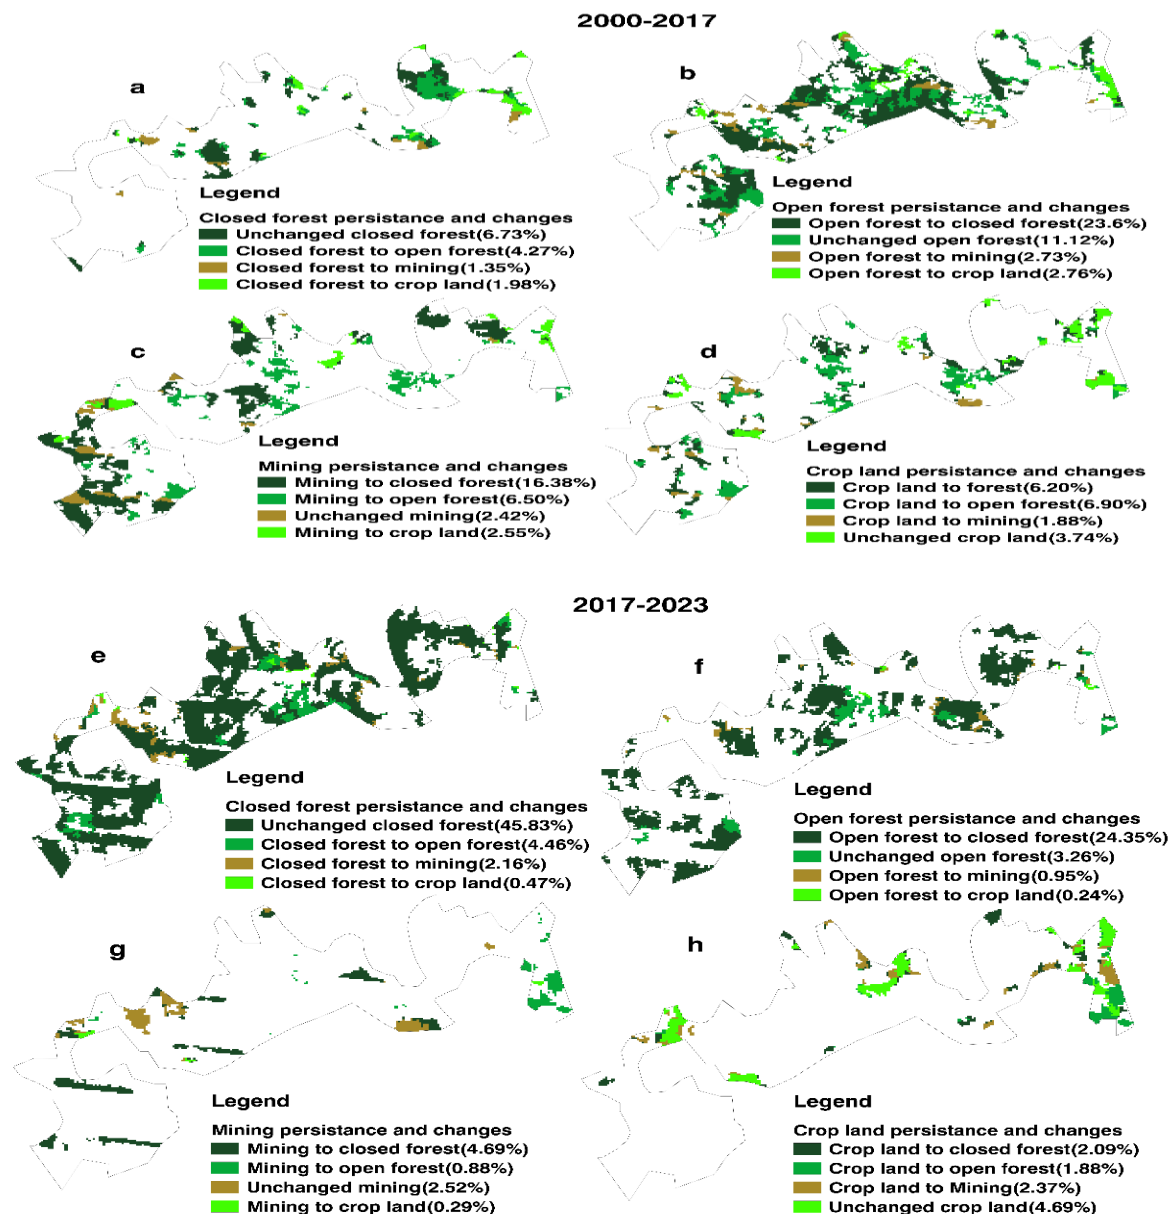 2000-2017
a
Legend
Closed forest persistance and changes
Unchanged closed forest(6.73%)
Closed forest to open forest(4.27%)
Closed forest to mining(1.35%)
Closed forest to crop land(1.98%)
b
Legend
Open forest persistance and changes
Open forest to closed forest(23.6%)
Unchanged open forest(11.12%)
Open forest to mining(2.73%)
Open forest to crop land(2.76%)
c
Legend
Mining persistance and changes
Mining to closed forest(16.38%)
Mining to open forest(6.50%)
Unchanged mining(2.42%)
Mining to crop land(2.55%)
d
Legend
Crop land persistance and changes
Crop land to forest(6.20%)
Crop land to open forest(6.90%)
Crop land to mining(1.88%)
Unchanged crop land(3.74%)
2017-2023
e
Legend
Closed forest persistance and changes
Unchanged closed forest(45.83%)
Closed forest to open forest(4.46%)
Closed forest to mining(2.16%)
Closed forest to crop land(0.47%)
f
Legend
Open forest persistance and changes
Open forest to closed forest(24.35%)
Unchanged open forest(3.26%)
Open forest to mining(0.95%)
Open forest to crop land(0.24%)
g
Legend
Mining persistance and changes
Mining to closed forest(4.69%)
Mining to open forest(0.88%)
Unchanged mining(2.52%)
Mining to crop land(0.29%)
h
Legend
Crop land persistance and changes
Crop land to closed forest(2.09%)
Crop land to open forest(1.88%)
Crop land to Mining(2.37%)
Unchanged crop land(4.69%)